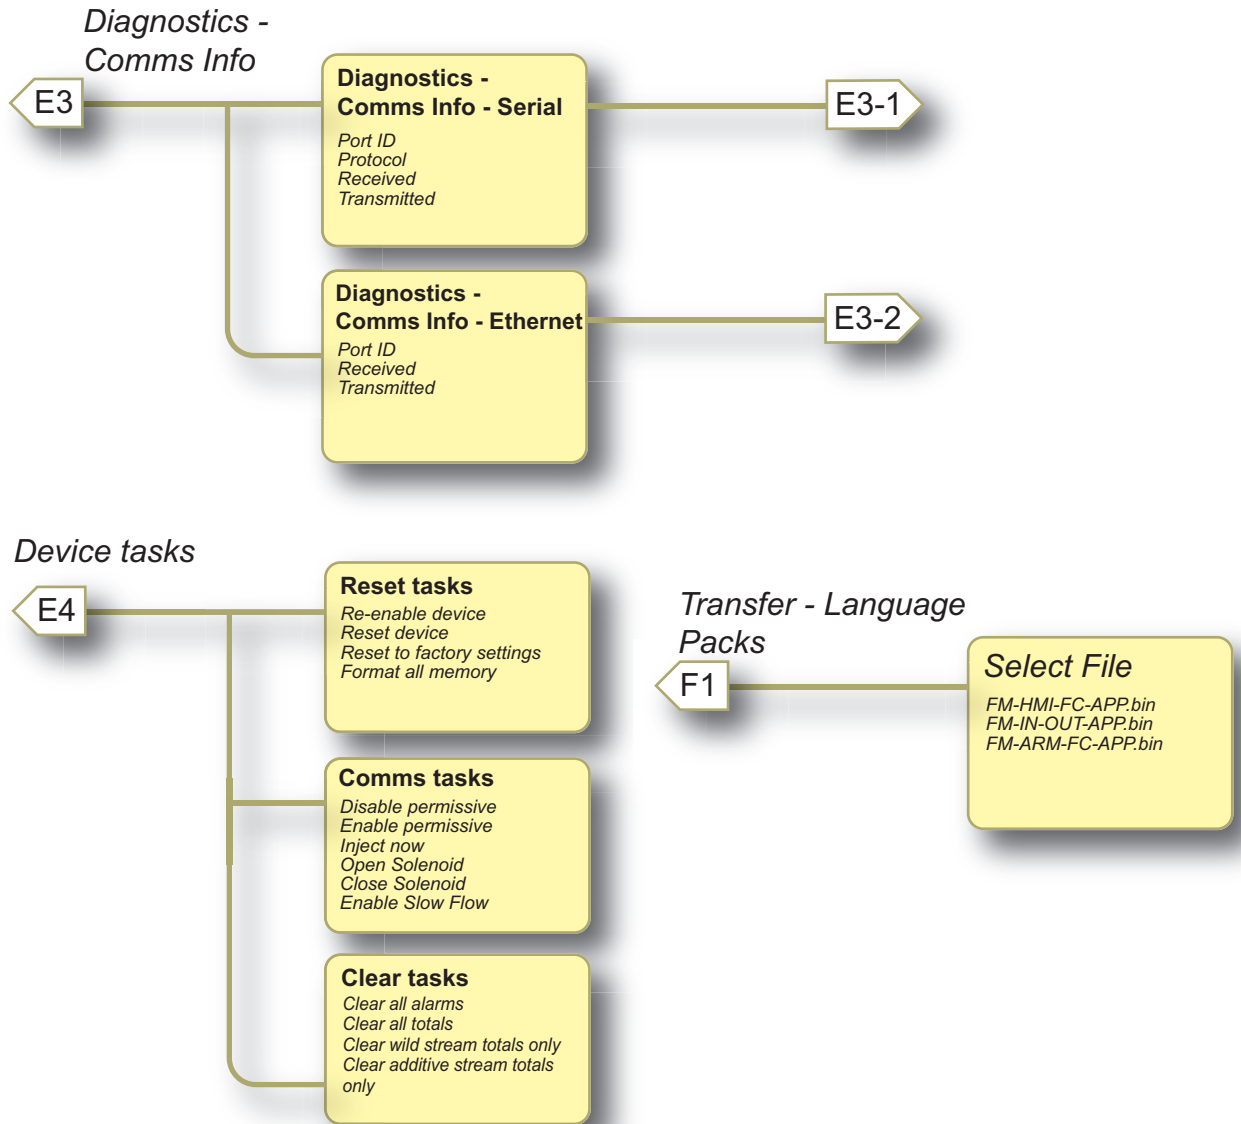 Diagnostics -
Comms Info
E3
Diagnostics -
Comms Info - Serial
Port ID
Protocol
Received
Transmitted
E3-1
Diagnostics -
Comms Info - Ethernet
Port ID
Received
Transmitted
E3-2
Device tasks
E4
Reset tasks
Re-enable device
Reset device
Reset to factory settings
Format all memory
Comms tasks
Disable permissive
Enable permissive
Inject now
Open Solenoid
Close Solenoid
Enable Slow Flow
Clear tasks
Clear all alarms
Clear all totals
Clear wild stream totals only
Clear additive stream totals
only
Transfer - Language
Packs
F1
Select File
FM-HMI-FC-APP.bin
FM-IN-OUT-APP.bin
FM-ARM-FC-APP.bin